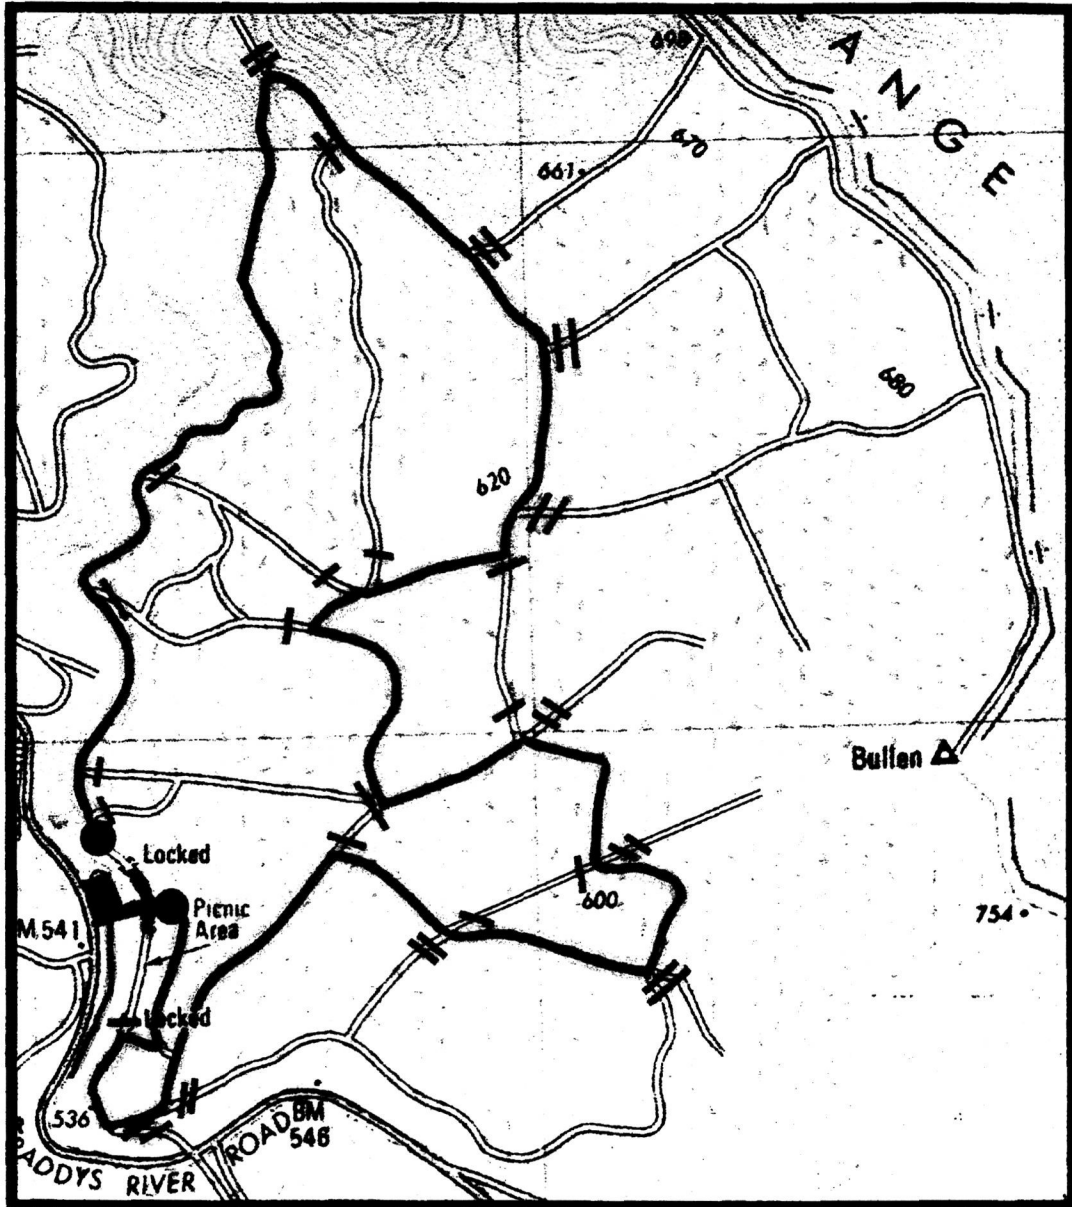 698
A
N
G
E
670
661
680
620
Bullen
Locked
Picnic
Area
M 541
600
754
Locked
536
BM
546
ADDYS RIVER ROAD